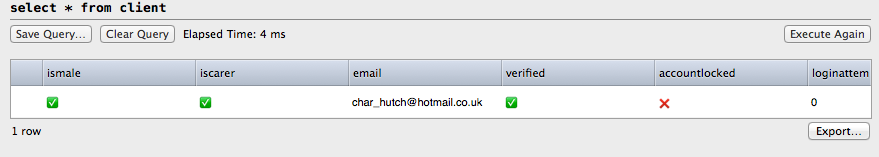 select * from client
Save Query... Clear Query Elapsed Time: 4 ms Execute Again
ismale iscarer email verified accountlocked loginattem
char_hutch@hotmail.co.uk 0
1 row Export...